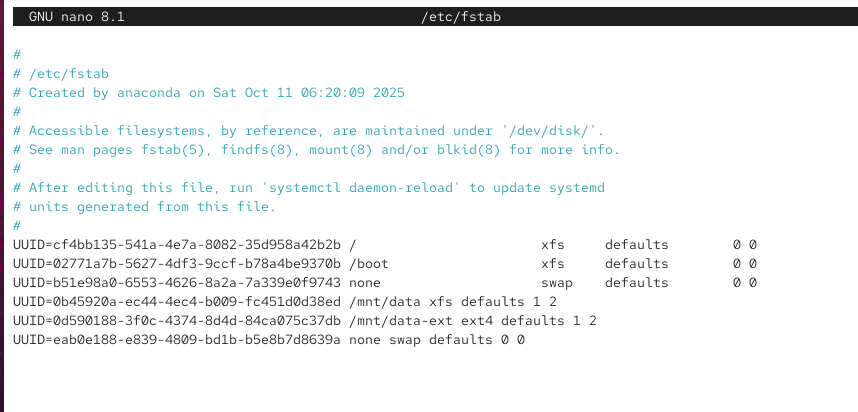 GNU nano 8.1 /etc/fstab
#
# /etc/fstab
# Created by anaconda on Sat Oct 11 06:20:09 2025
#
# Accessible filesystems, by reference, are maintained under '/dev/disk/'.
# See man pages fstab(5), findfs(8), mount(8) and/or blkid(8) for more info.
#
# After editing this file, run 'systemctl daemon-reload' to update systemd
# units generated from this file.
#
UUID=cf4bb135-541a-4e7a-8082-35d958a42b2b / xfs defaults 0 0
UUID=02771a7b-5627-4df3-9ccf-b78a4be9370b /boot xfs defaults 0 0
UUID=b51e98a0-6553-4626-8a2a-7a339e0f9743 none swap defaults 0 0
UUID=0b45920a-ec44-4ec4-b009-fc451d0d38ed /mnt/data xfs defaults 1 2
UUID=0d590188-3f0c-4374-8d4d-84ca075c37db /mnt/data-ext ext4 defaults 1 2
UUID=eab0e188-e839-4809-bd1b-b5e8b7d8639a none swap defaults 0 0